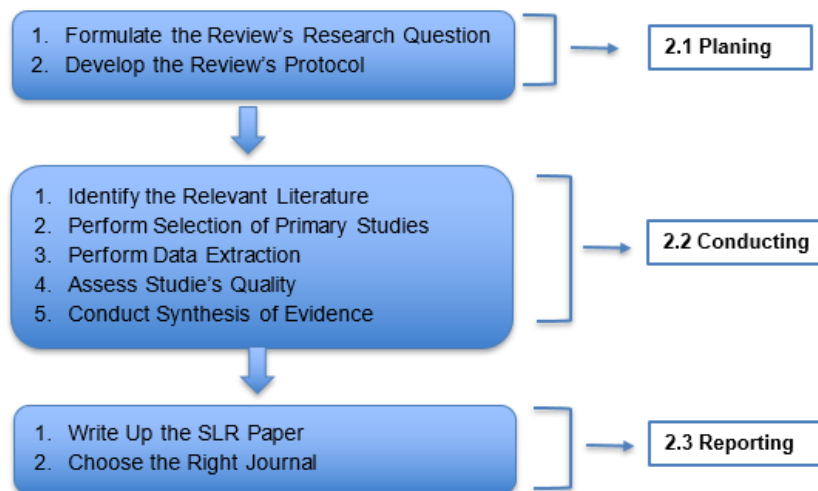 1. Formulate the Review's Research Question
2. Develop the Review's Protocol
2.1 Planing
1. Identify the Relevant Literature
2. Perform Selection of Primary Studies
3. Perform Data Extraction
4. Assess Studie's Quality
5. Conduct Synthesis of Evidence
2.2 Conducting
1. Write Up the SLR Paper
2. Choose the Right Journal
2.3 Reporting